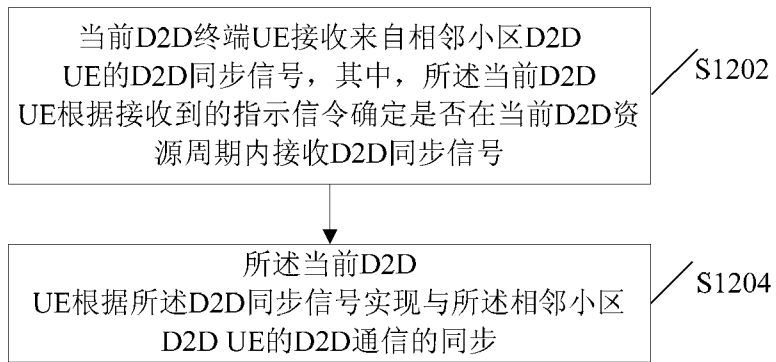 当前D2D终端UE接收来自相邻小区D2D
UE的D2D同步信号，其中，所述当前D2D
UE根据接收到的指示信令确定是否在当前D2D资
源周期内接收D2D同步信号
S1202
所述当前D2D
UE根据所述D2D同步信号实现与所述相邻小区
D2D UE的D2D通信的同步
S1204